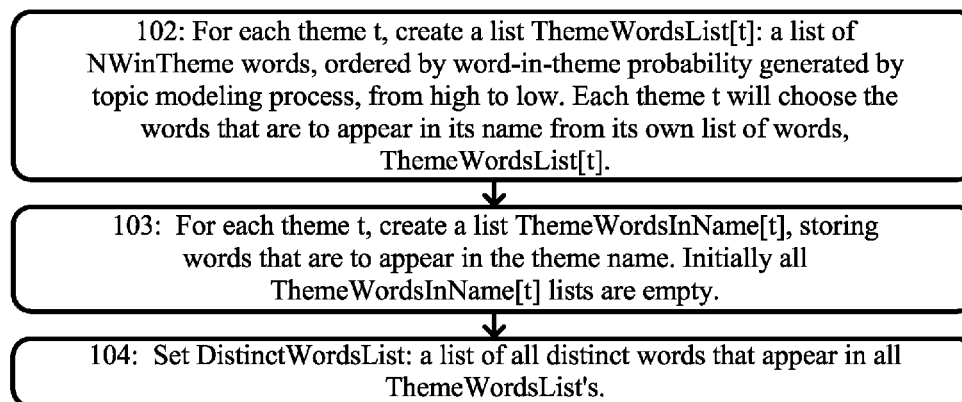 102: For each theme t, create a list ThemeWordsList[t]: a list of
NWinTheme words, ordered by word-in-theme probability generated by
topic modeling process, from high to low. Each theme t will choose the
words that are to appear in its name from its own list of words,
ThemeWordsList[t].
103: For each theme t, create a list ThemeWordsInName[t], storing
words that are to appear in the theme name. Initially all
ThemeWordsInName[t] lists are empty.
104: Set DistinctWordsList: a list of all distinct words that appear in all
ThemeWordsList's.